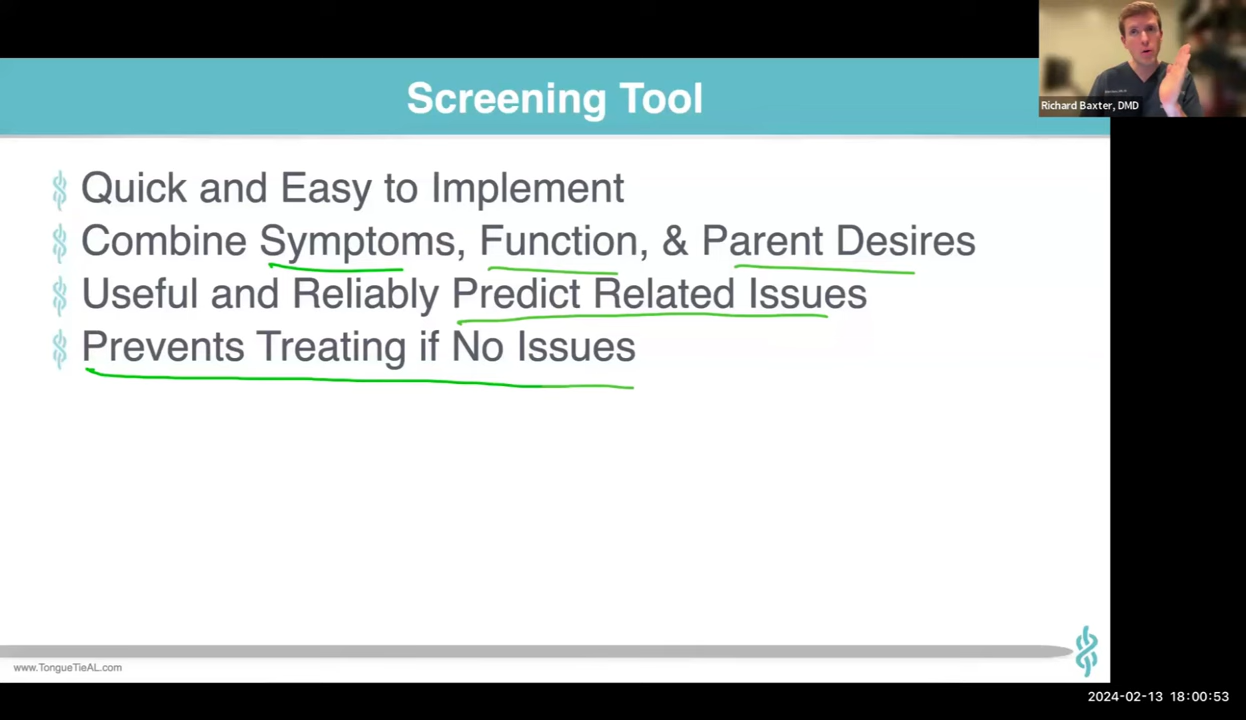 Screening Tool
Richard Baxter, DMD
Quick and Easy to Implement
Combine Symptoms, Function, & Parent Desires
Useful and Reliably Predict Related Issues
Prevents Treating if No Issues
www.TongueTieAL.com
2024-02-13 18:00:53